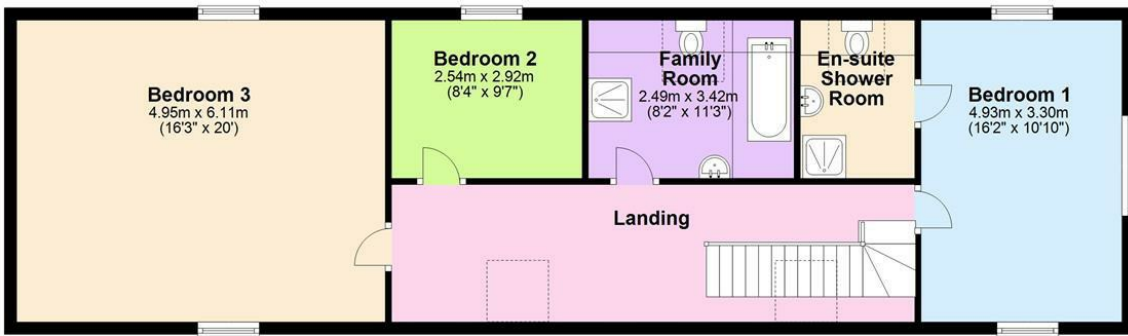 Bedroom 3
4.95m x 6.11m
(16'3" x 20')
Bedroom 2
2.54m x 2.92m
(8'4" x 9'7")
Family
Room
2.49m x 3.42m
(8'2" x 11'3")
En-suite
Shower
Room
Bedroom 1
4.93m x 3.30m
(16'2" x 10'10")
Landing